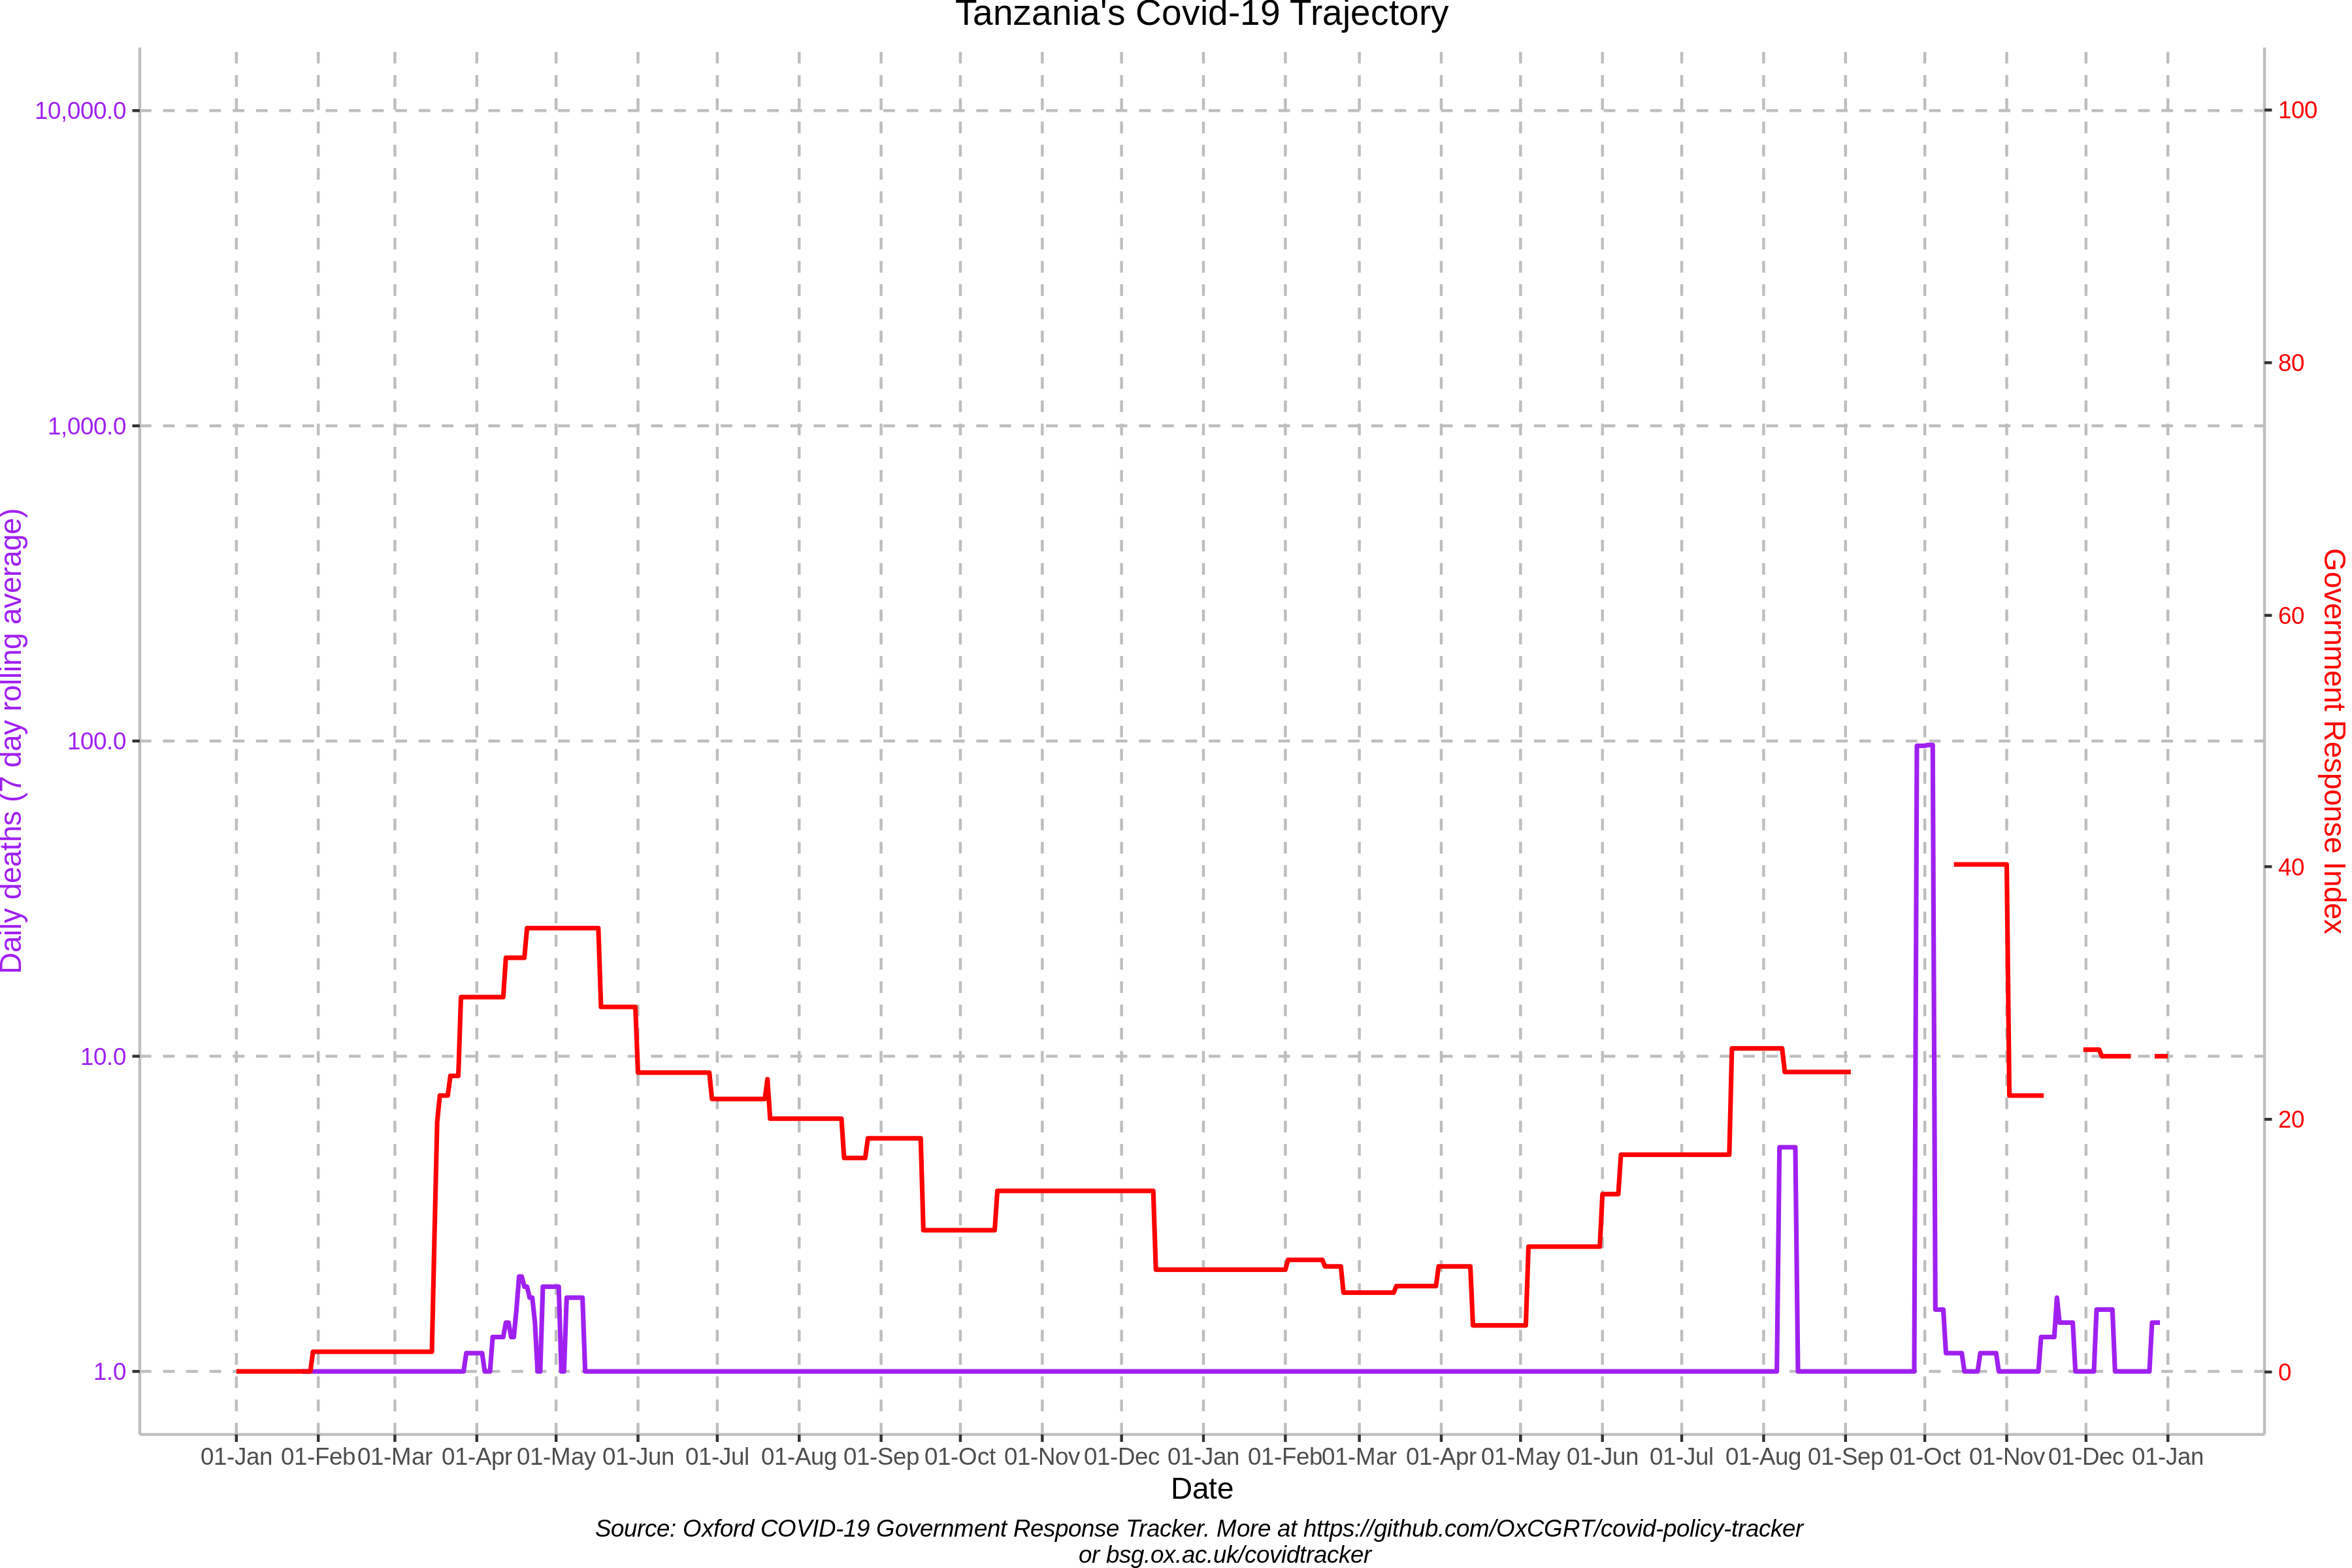 Tanzania's Covid-19 Trajectory
10,000.0
1,000.0
100.0
10.0
1.0
Daily deaths (7 day rolling average)
100
80
60
40
20
0
Government Response Index
01-Jan 01-Feb 01-Mar 01-Apr 01-May 01-Jun 01-Jul 01-Aug 01-Sep 01-Oct 01-Nov 01-Dec 01-Jan 01-Feb 01-Mar 01-Apr 01-May 01-Jun 01-Jul 01-Aug 01-Sep 01-Oct 01-Nov 01-Dec 01-Jan
Date
Source: Oxford COVID-19 Government Response Tracker. More at https://github.com/OxCGRT/covid-policy-tracker
or bsg.ox.ac.uk/covidtracker